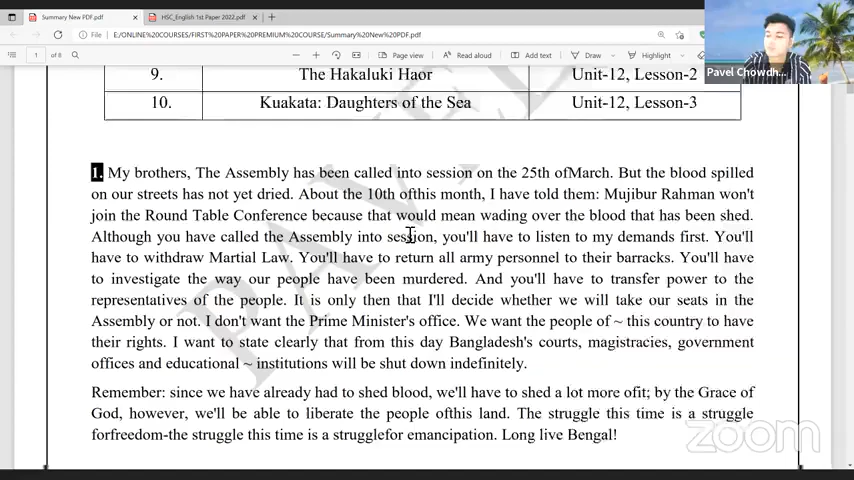 Summary New PDF.pdf
HSC_English 1st Paper 2022.pdf
File
E:/ONLINE%20COURSES/FIRST%20PAPER%20PREMIUM%20COURSE/Summary%20New%20PDF.pdf
1 of 8
Page view
Read aloud
Add text
Draw
Highlight
Pavel Chowdh...
9. The Hakaluki Haor Unit-12, Lesson-2
10. Kuakata: Daughters of the Sea Unit-12, Lesson-3
PAVEL
1. My brothers, The Assembly has been called into session on the 25th ofMarch. But the blood spilled
on our streets has not yet dried. About the 10th ofthis month, I have told them: Mujibur Rahman won't
join the Round Table Conference because that would mean wading over the blood that has been shed.
Although you have called the Assembly into session, you'll have to listen to my demands first. You'll
have to withdraw Martial Law. You'll have to return all army personnel to their barracks. You'll have
to investigate the way our people have been murdered. And you'll have to transfer power to the
representatives of the people. It is only then that I'll decide whether we will take our seats in the
Assembly or not. I don't want the Prime Minister's office. We want the people of ~ this country to have
their rights. I want to state clearly that from this day Bangladesh's courts, magistracies, government
offices and educational ~ institutions will be shut down indefinitely.
Remember: since we have already had to shed blood, we'll have to shed a lot more ofit; by the Grace of
God, however, we'll be able to liberate the people ofthis land. The struggle this time is a struggle
forfreedom-the struggle this time is a strugglefor emancipation. Long live Bengal!
zoom